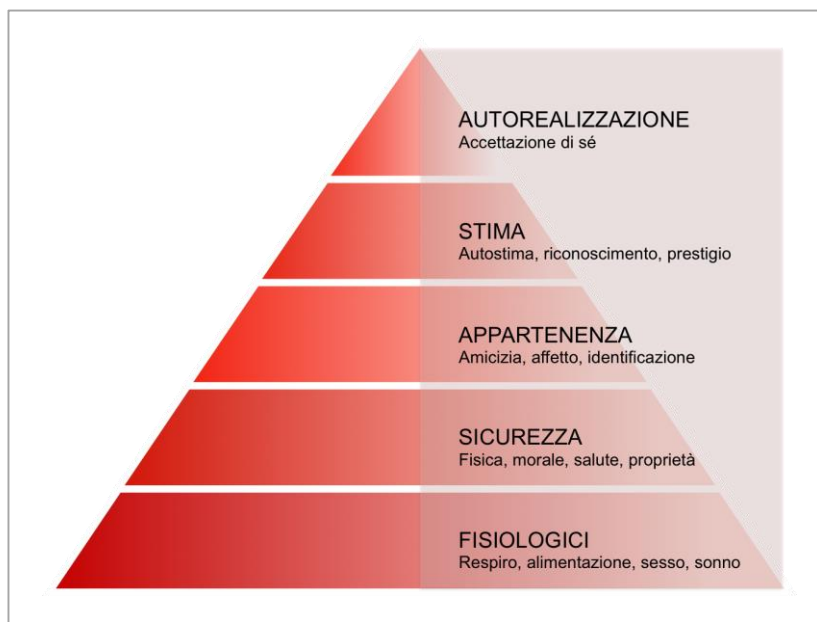 AUTOREALIZZAZIONE
Accettazione di sé
STIMA
Autostima, riconoscimento, prestigio
APPARTENENZA
Amicizia, affetto, identificazione
SICUREZZA
Fisica, morale, salute, proprietà
FISIOLOGICI
Respiro, alimentazione, sesso, sonno